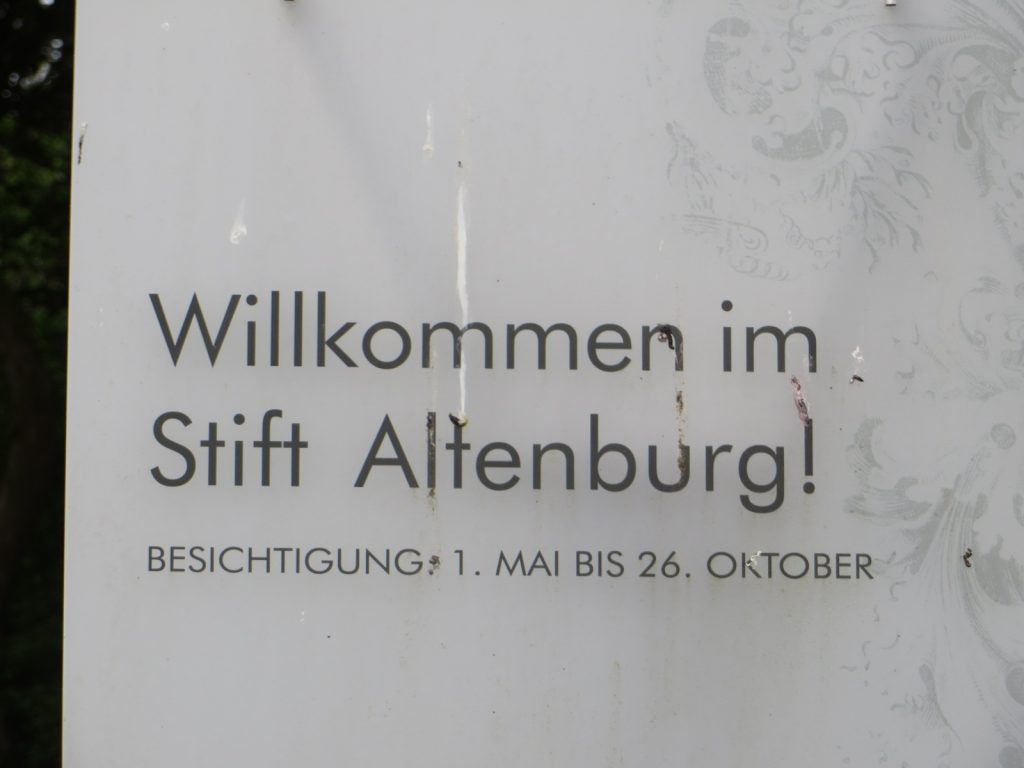 Willkommen im
Stift Altenburg!
BESICHTIGUNG: 1. MAI BIS 26. OKTOBER